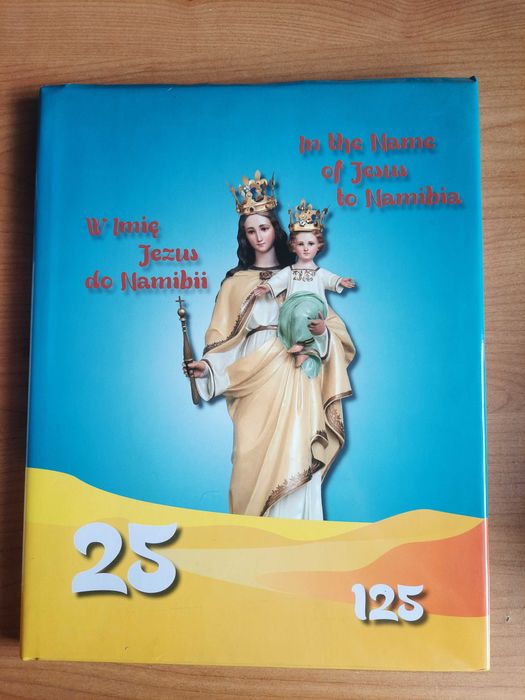 In the Name
of Jesus
to Namibia
W Imię
Jezus
do Namibii
25
125